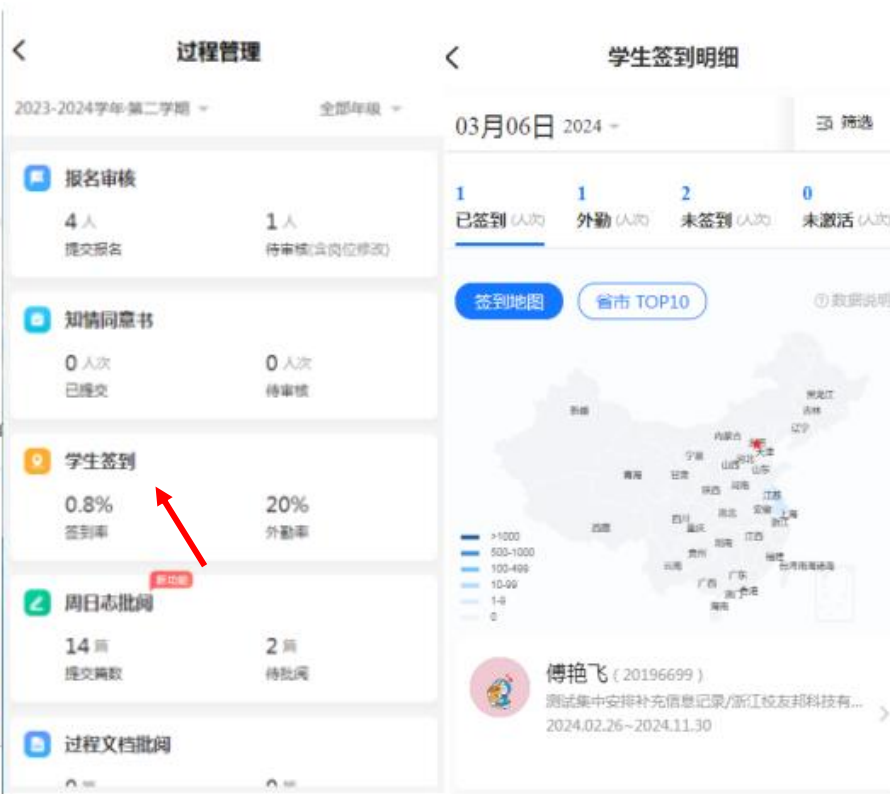 过程管理
2023-2024学年·第二学期
全部年级
报名审核
4 人
1 人
提交报名
待审核(含岗位修改)
知情同意书
0 人次
0 人次
已提交
待审核
学生签到
0.8%
20%
签到率
外勤率
新功能
周日志批阅
14 篇
2 篇
提交篇数
待批阅
过程文档批阅
学生签到明细
03月06日 2024
筛选
1
1
2
0
已签到 (人次)
外勤 (人次)
未签到 (人次)
未激活 (人次)
签到地图
省市 TOP10
数据说明
黑龙江
新疆
吉林
辽宁
内蒙古
天津
宁夏
河北
山西
山东
青海
甘肃
陕西
河南
江苏
西藏
四川
湖北
安徽
上海
重庆
浙江
湖南
江西
贵州
福建
云南
台湾
南海诸岛
广西
广东
澳门
香港
海南
>1000
500-1000
100-499
10-99
1-9
0
傅艳飞 ( 20196699 )
测试集中安排补充信息记录/浙江校友邦科技有...
2024.02.26~2024.11.30